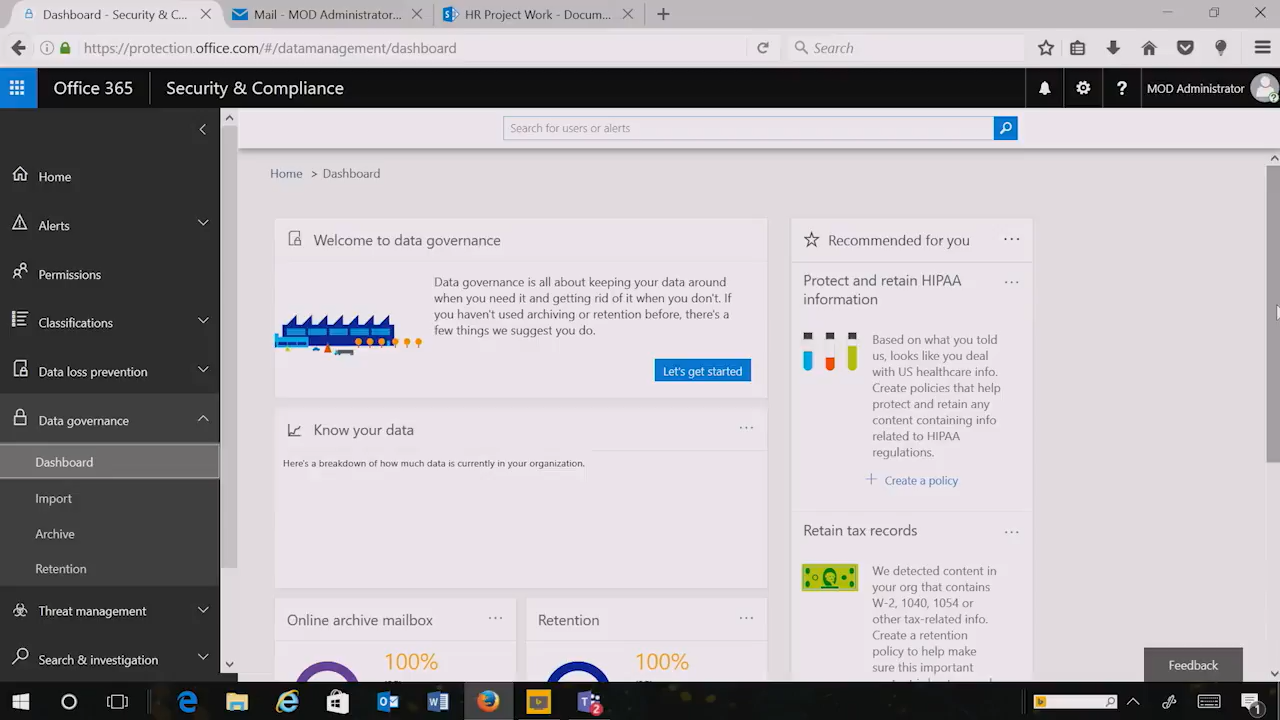 Dashboard - Security & C
Mail - MOD Administrator...
HR Project Work - Docum...
https://protection.office.com/#/datamanagement/dashboard
Search
Office 365
Security & Compliance
MOD Administrator
Search for users or alerts
Home
Alerts
Permissions
Classifications
Data loss prevention
Data governance
Dashboard
Import
Archive
Retention
Threat management
Search & investigation
Home > Dashboard
Welcome to data governance
Data governance is all about keeping your data around
when you need it and getting rid of it when you don't. If
you haven't used archiving or retention before, there's a
few things we suggest you do.
Let's get started
Know your data
Here's a breakdown of how much data is currently in your organization.
Online archive mailbox
100%
Retention
100%
Recommended for you
Protect and retain HIPAA
information
Based on what you told
us, looks like you deal
with US healthcare info.
Create policies that help
protect and retain any
content containing info
related to HIPAA
regulations.
+ Create a policy
Retain tax records
We detected content in
your org that contains
W-2, 1040, 1054 or
other tax-related info.
Create a retention
policy to help make
sure this important
Feedback
2
1